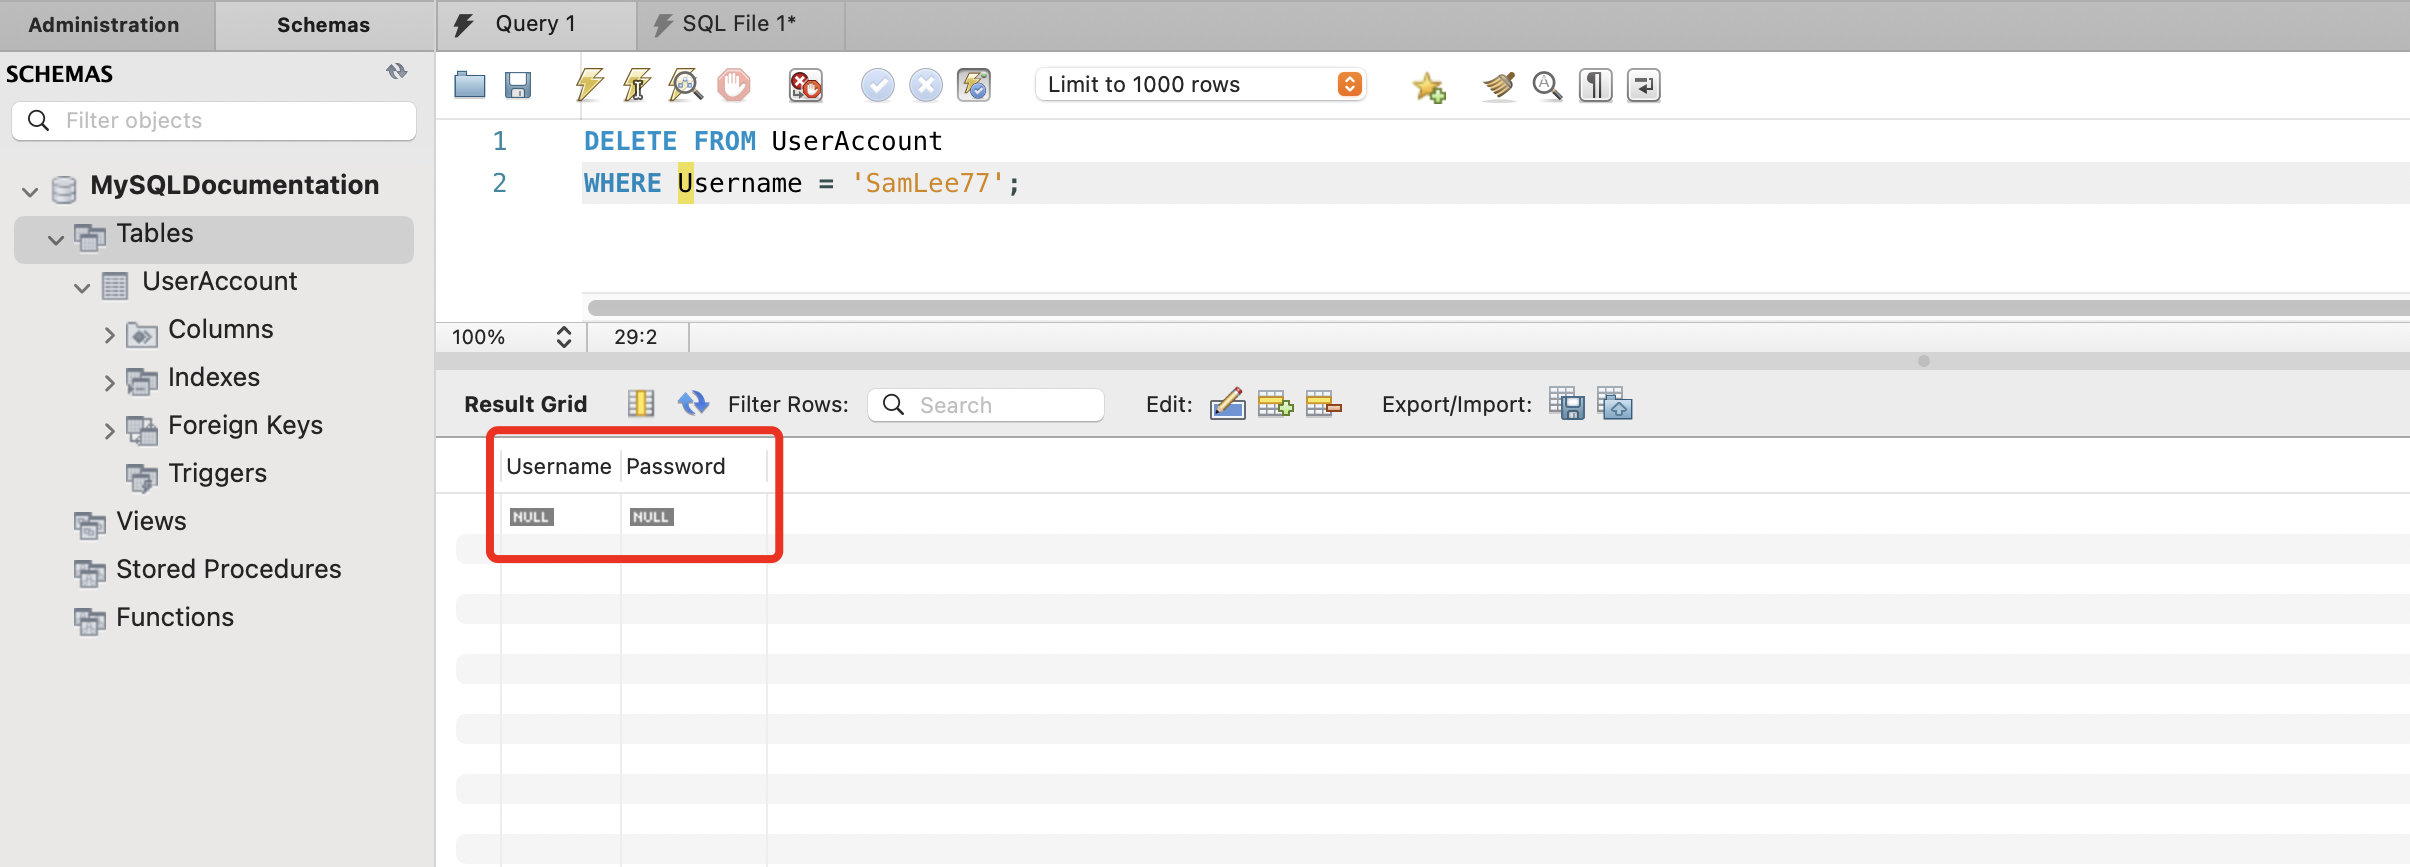 Administration
Schemas
Query 1
SQL File 1*
SCHEMAS
Filter objects
MySQLDocumentation
Tables
UserAccount
Columns
Indexes
Foreign Keys
Triggers
Views
Stored Procedures
Functions
Limit to 1000 rows
1 DELETE FROM UserAccount
2 WHERE Username = 'SamLee77';
100% 29:2
Result Grid Filter Rows: Search Edit: Export/Import:
Username Password
NULL NULL